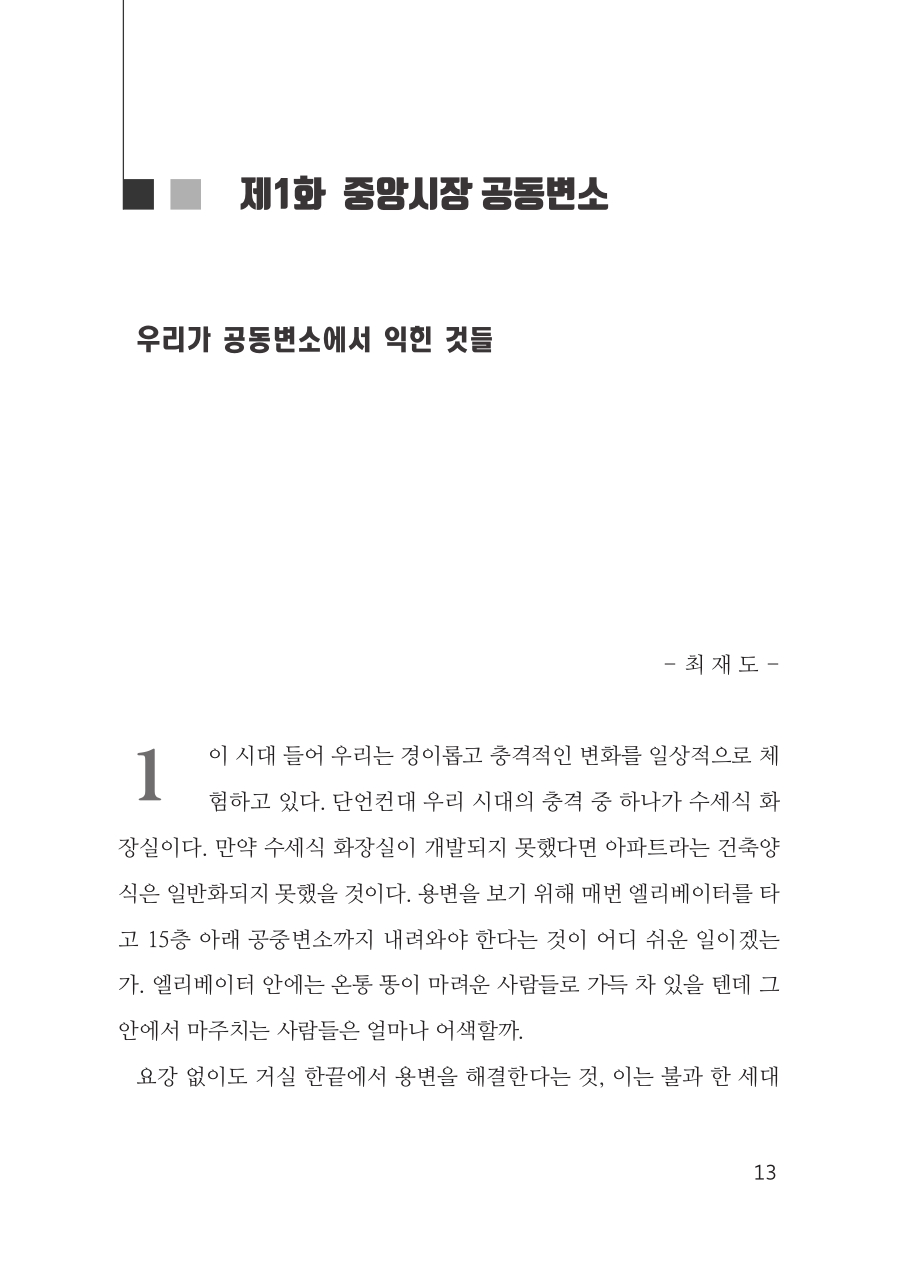 제1화 중앙시장 공동변소
우리가 공동변소에서 익힌 것들
- 최 재 도 -
1
이 시대 들어 우리는 경이롭고 충격적인 변화를 일상적으로 체
험하고 있다. 단언컨대 우리 시대의 충격 중 하나가 수세식 화
장실이다. 만약 수세식 화장실이 개발되지 못했다면 아파트라는 건축양
식은 일반화되지 못했을 것이다. 용변을 보기 위해 매번 엘리베이터를 타
고 15층 아래 공중변소까지 내려와야 한다는 것이 어디 쉬운 일이겠는
가. 엘리베이터 안에는 온통 똥이 마려운 사람들로 가득 차 있을 텐데 그
안에서 마주치는 사람들은 얼마나 어색할까.
요강 없이도 거실 한끝에서 용변을 해결한다는 것, 이는 불과 한 세대
13